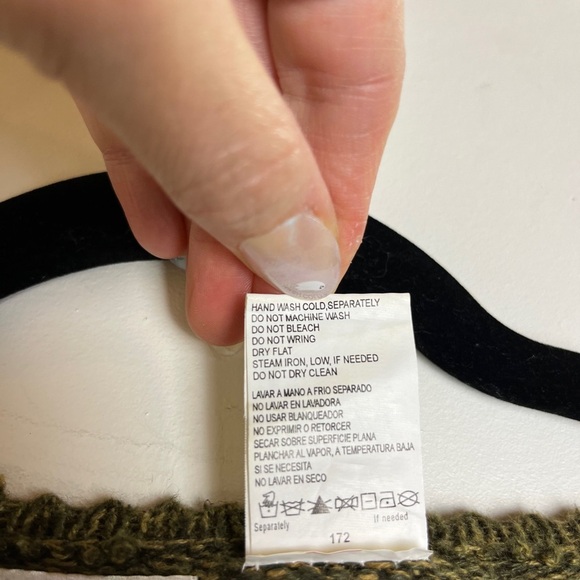 HAND WASH COLD,SEPARATELY
DO NOT MACHINE WASH
DO NOT BLEACH
DO NOT WRING
DRY FLAT
STEAM IRON, LOW, IF NEEDED
DO NOT DRY CLEAN
LAVAR A MANO A FRIO SEPARADO
NO LAVAR EN LAVADORA
NO USAR BLANQUEADOR
NO EXPRIMIR O RETORCER
SECAR SOBRE SUPERFICIE PLANA
PLANCHAR AL VAPOR, A TEMPERATURA BAJA
SI SE NECESITA
NO LAVAR EN SECO
Separately If needed
172